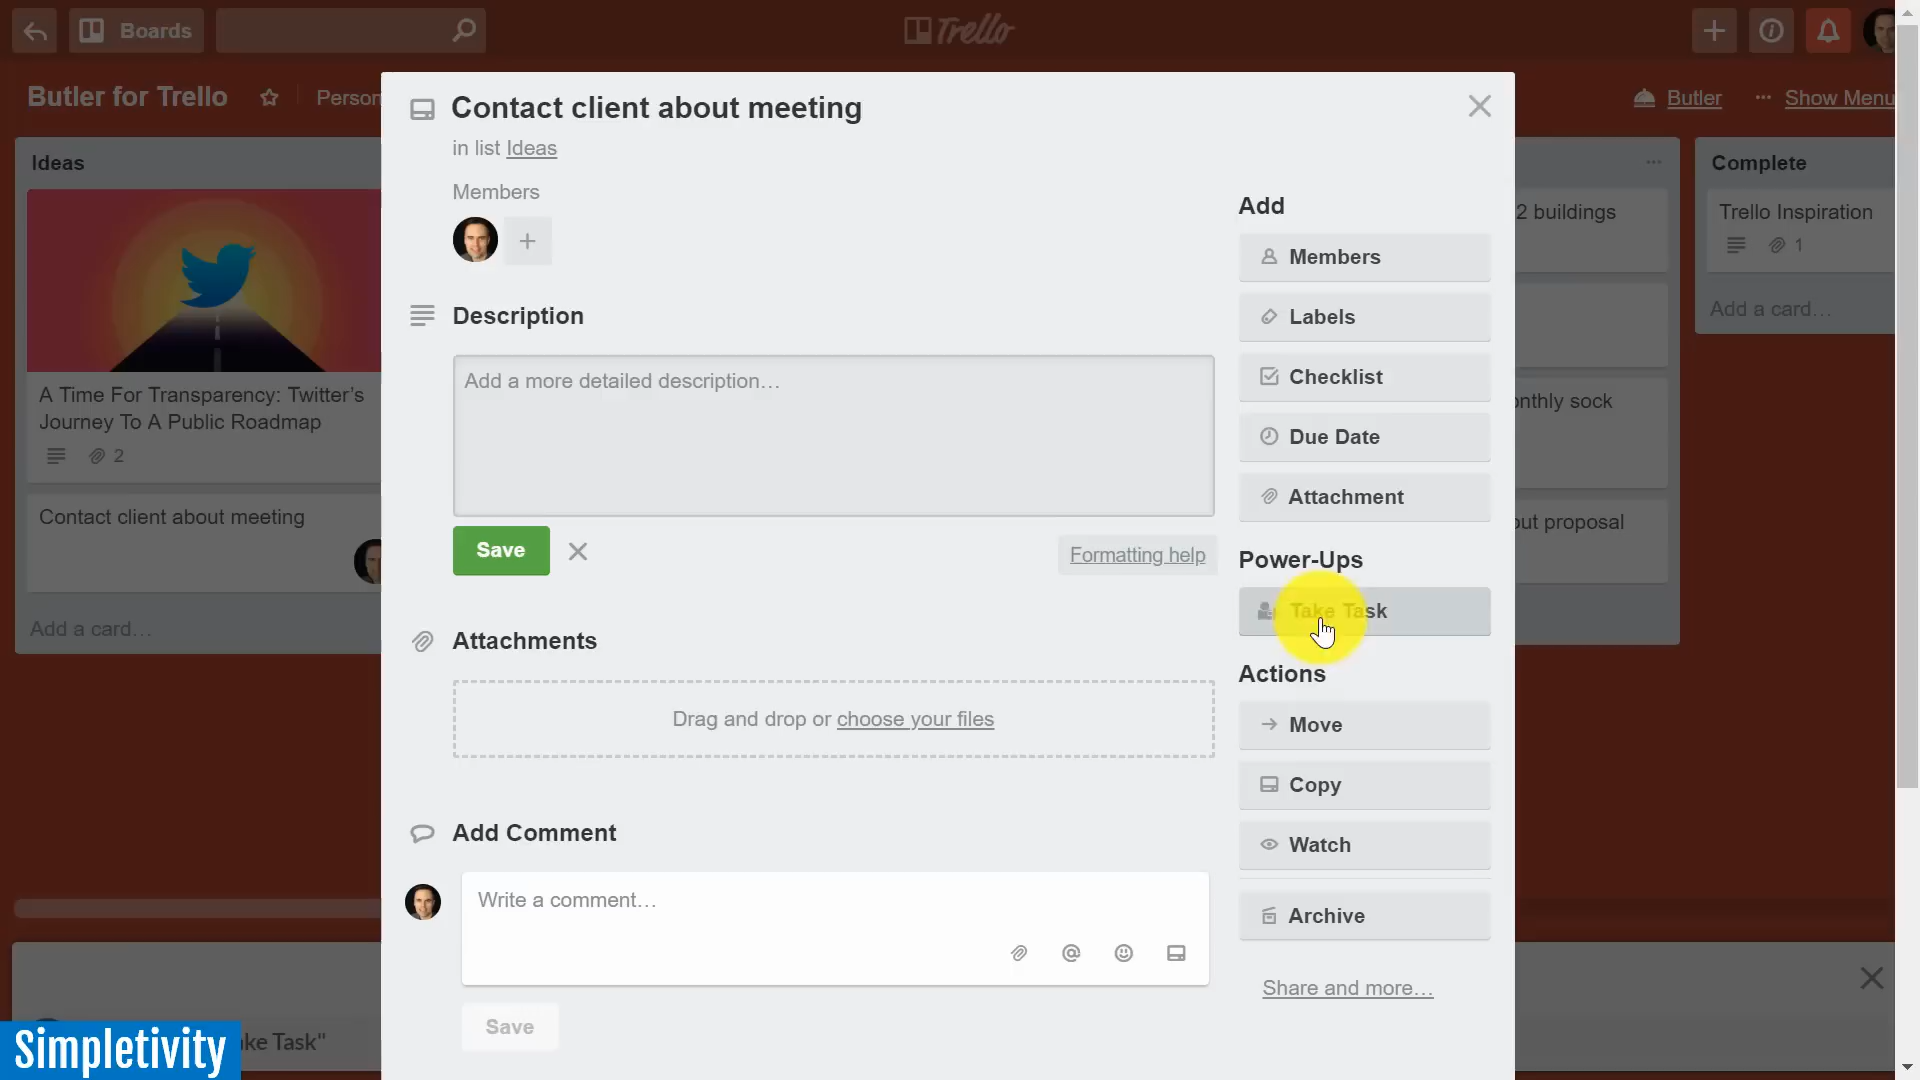 Boards
Trello
Butler for Trello
Person
Butler
Show Menu
Ideas
A Time For Transparency: Twitter's
Journey To A Public Roadmap
2
Contact client about meeting
Add a card…
Contact client about meeting
in list Ideas
Members
Description
Add a more detailed description…
Save
Formatting help
Attachments
Drag and drop or choose your files
Add Comment
Write a comment…
Save
Add
Members
Labels
Checklist
Due Date
Attachment
Power-Ups
Take Task
Actions
Move
Copy
Watch
Archive
Share and more…
2 buildings
onthly sock
out proposal
Complete
Trello Inspiration
1
Add a card…
ke Task"
Simpletivity